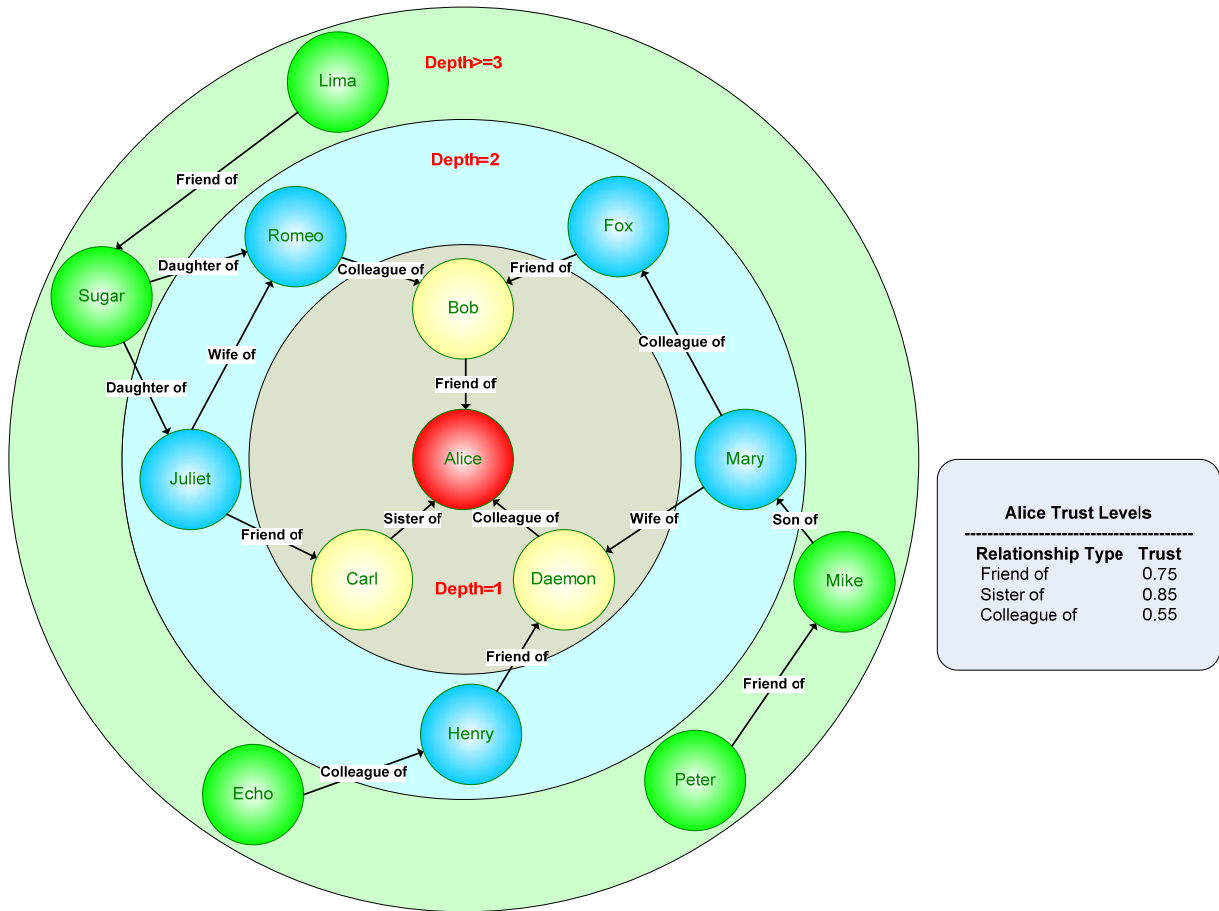 Depth>=3
Lima
Friend of
Depth=2
Romeo
Fox
Sugar
Daughter of
Colleague of
Friend of
Bob
Wife of
Colleague of
Daughter of
Friend of
Juliet
Alice
Mary
Friend of
Sister of
Colleague of
Wife of
Son of
Carl
Depth=1
Daemon
Mike
Friend of
Friend of
Henry
Echo
Colleague of
Peter
Alice Trust Levels
------------------------------------
Relationship Type Trust
Friend of 0.75
Sister of 0.85
Colleague of 0.55